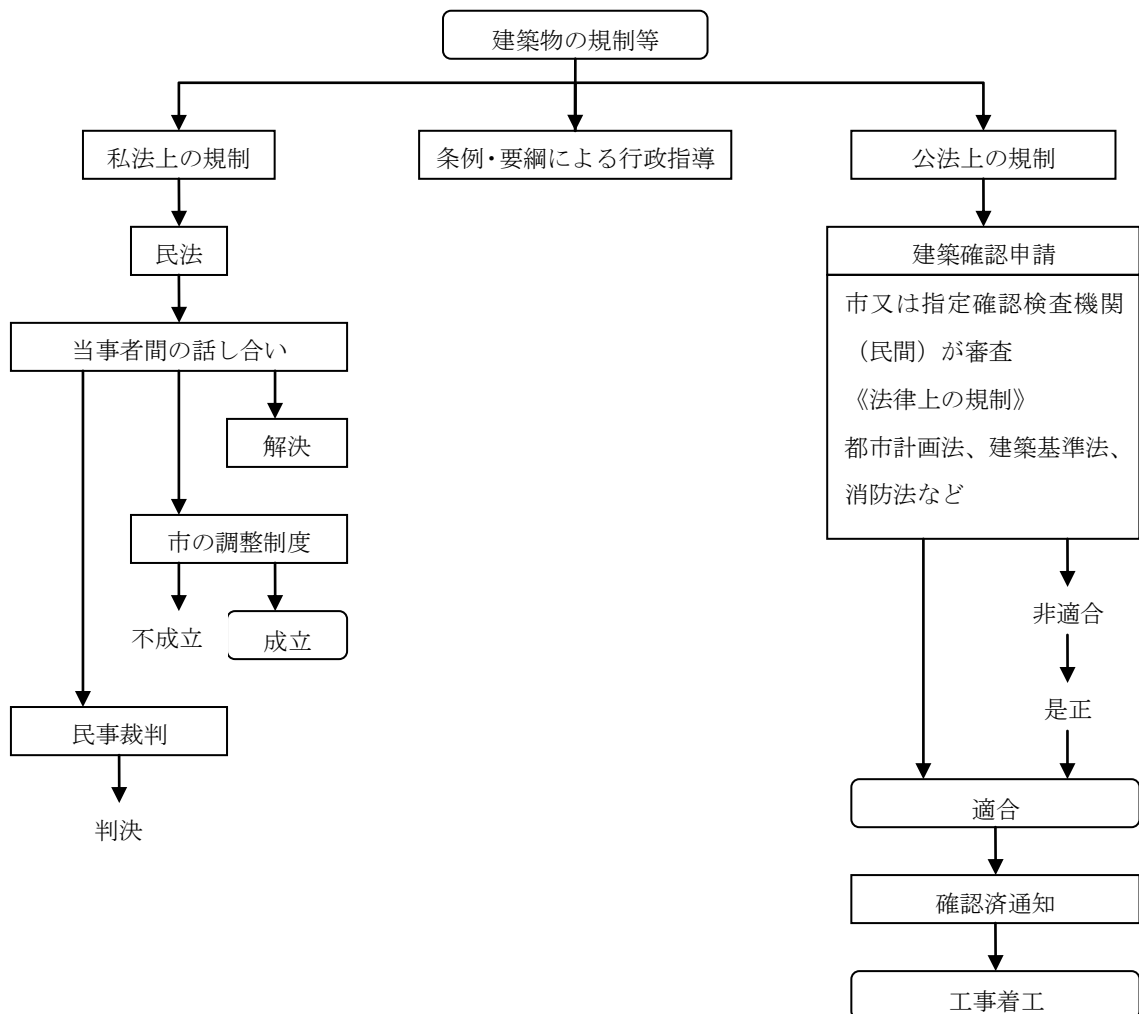 建築物の規制等
私法上の規制
条例・要綱による行政指導
公法上の規制
民法
当事者間の話し合い
解決
市の調整制度
不成立
成立
民事裁判
判決
建築確認申請
市又は指定確認検査機関
（民間）が審査
《法律上の規制》
都市計画法、建築基準法、
消防法など
非適合
是正
適合
確認済通知
工事着工